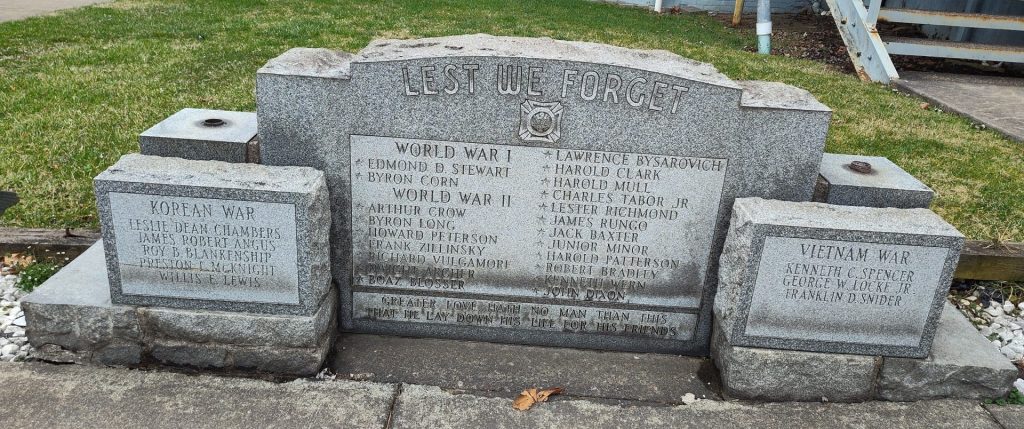 LEST WE FORGET
WORLD WAR I
★ EDMOND D. STEWART
★ BYRON CORN
WORLD WAR II
★ ARTHUR CROW
★ BYRON LONG
★ HOWARD PETERSON
★ FRANK ZIELINSKY
★ RICHARD VULGAMORE
ARCHER
★ BOAZ BLOSSER
★ LAWRENCE BYSAROVICH
★ HAROLD CLARK
★ HAROLD MULL
★ CHARLES TABOR JR
★ LESTER RICHMOND
★ JAMES RUNGO
★ JACK BAXTER
★ JUNIOR MINOR
★ HAROLD PATTERSON
★ ROBERT BRADLEY
★ KENNETH WERN
★ JOHN DIXON
GREATER LOVE HATH NO MAN THAN THIS
THAT HE LAY DOWN HIS LIFE FOR HIS FRIENDS
KOREAN WAR
LESLIE DEAN CHAMBERS
JAMES ROBERT ANGUS
ROY B. BLANKENSHIP
PRESTON L. MCKNIGHT
WILLIS E. LEWIS
VIETNAM WAR
KENNETH C. SPENCER
GEORGE W. LOCKE JR.
FRANKLIN D. SNIDER